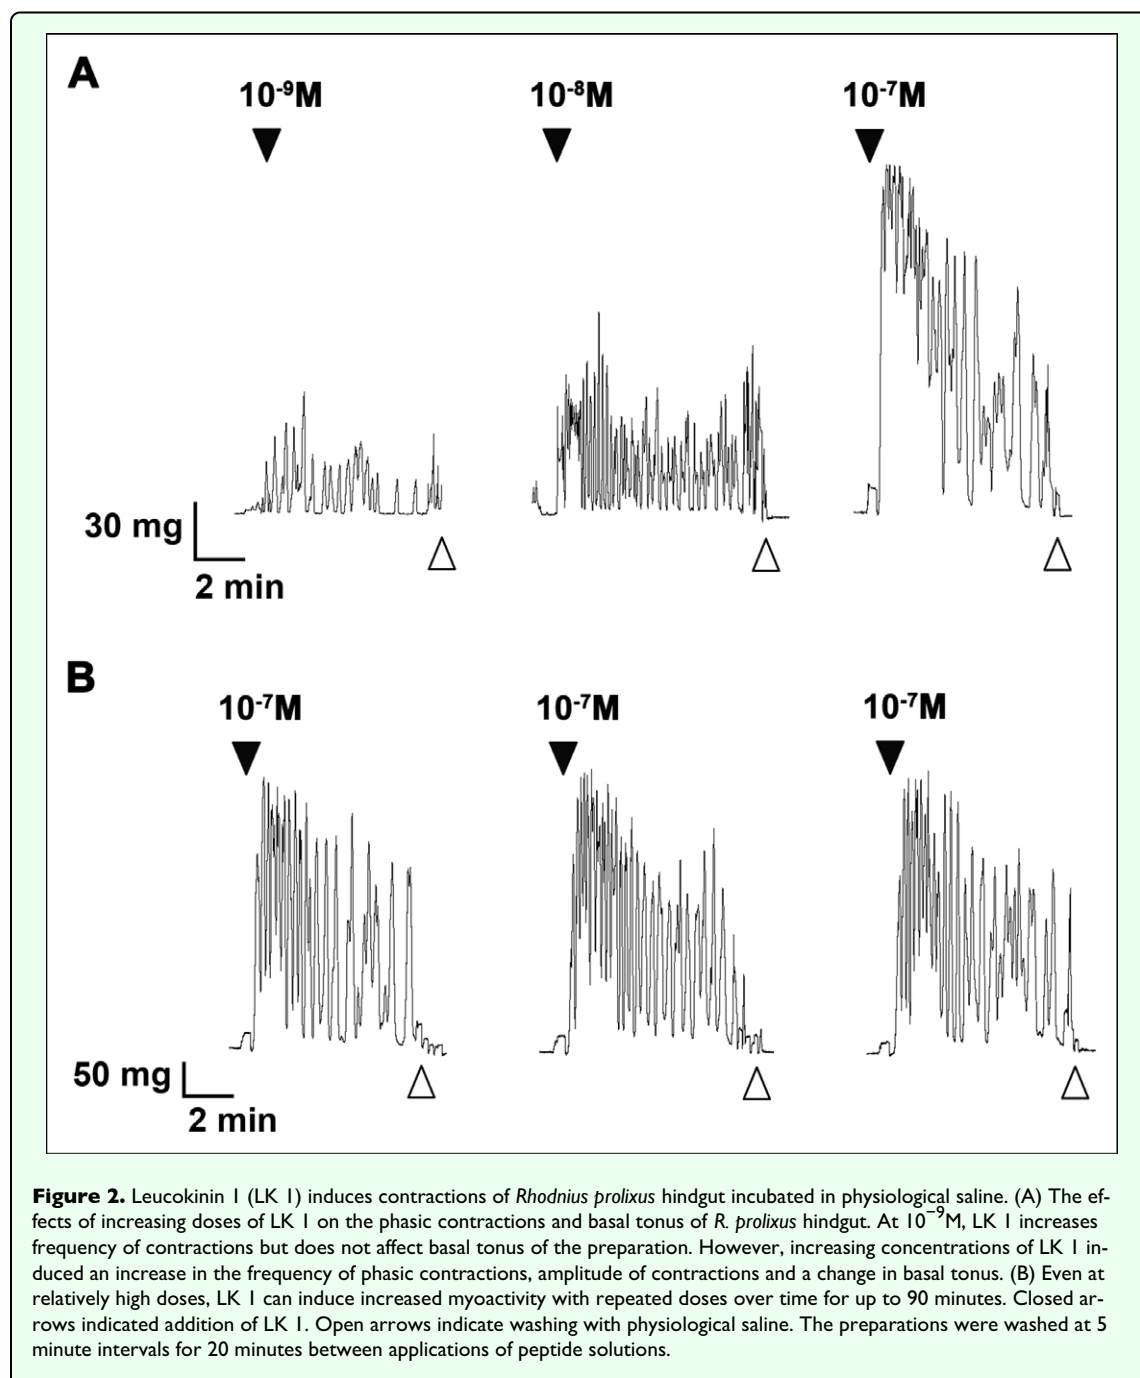 A
10⁻⁹M 10⁻⁸M 10⁻⁷M
30 mg
2 min
B
10⁻⁷M 10⁻⁷M 10⁻⁷M
50 mg
2 min
Figure 2. Leucokinin 1 (LK 1) induces contractions of Rhodnius prolixus hindgut incubated in physiological saline. (A) The ef-
fects of increasing doses of LK 1 on the phasic contractions and basal tonus of R. prolixus hindgut. At 10⁻⁹M, LK 1 increases
frequency of contractions but does not affect basal tonus of the preparation. However, increasing concentrations of LK 1 in-
duced an increase in the frequency of phasic contractions, amplitude of contractions and a change in basal tonus. (B) Even at
relatively high doses, LK 1 can induce increased myoactivity with repeated doses over time for up to 90 minutes. Closed ar-
rows indicated addition of LK 1. Open arrows indicate washing with physiological saline. The preparations were washed at 5
minute intervals for 20 minutes between applications of peptide solutions.